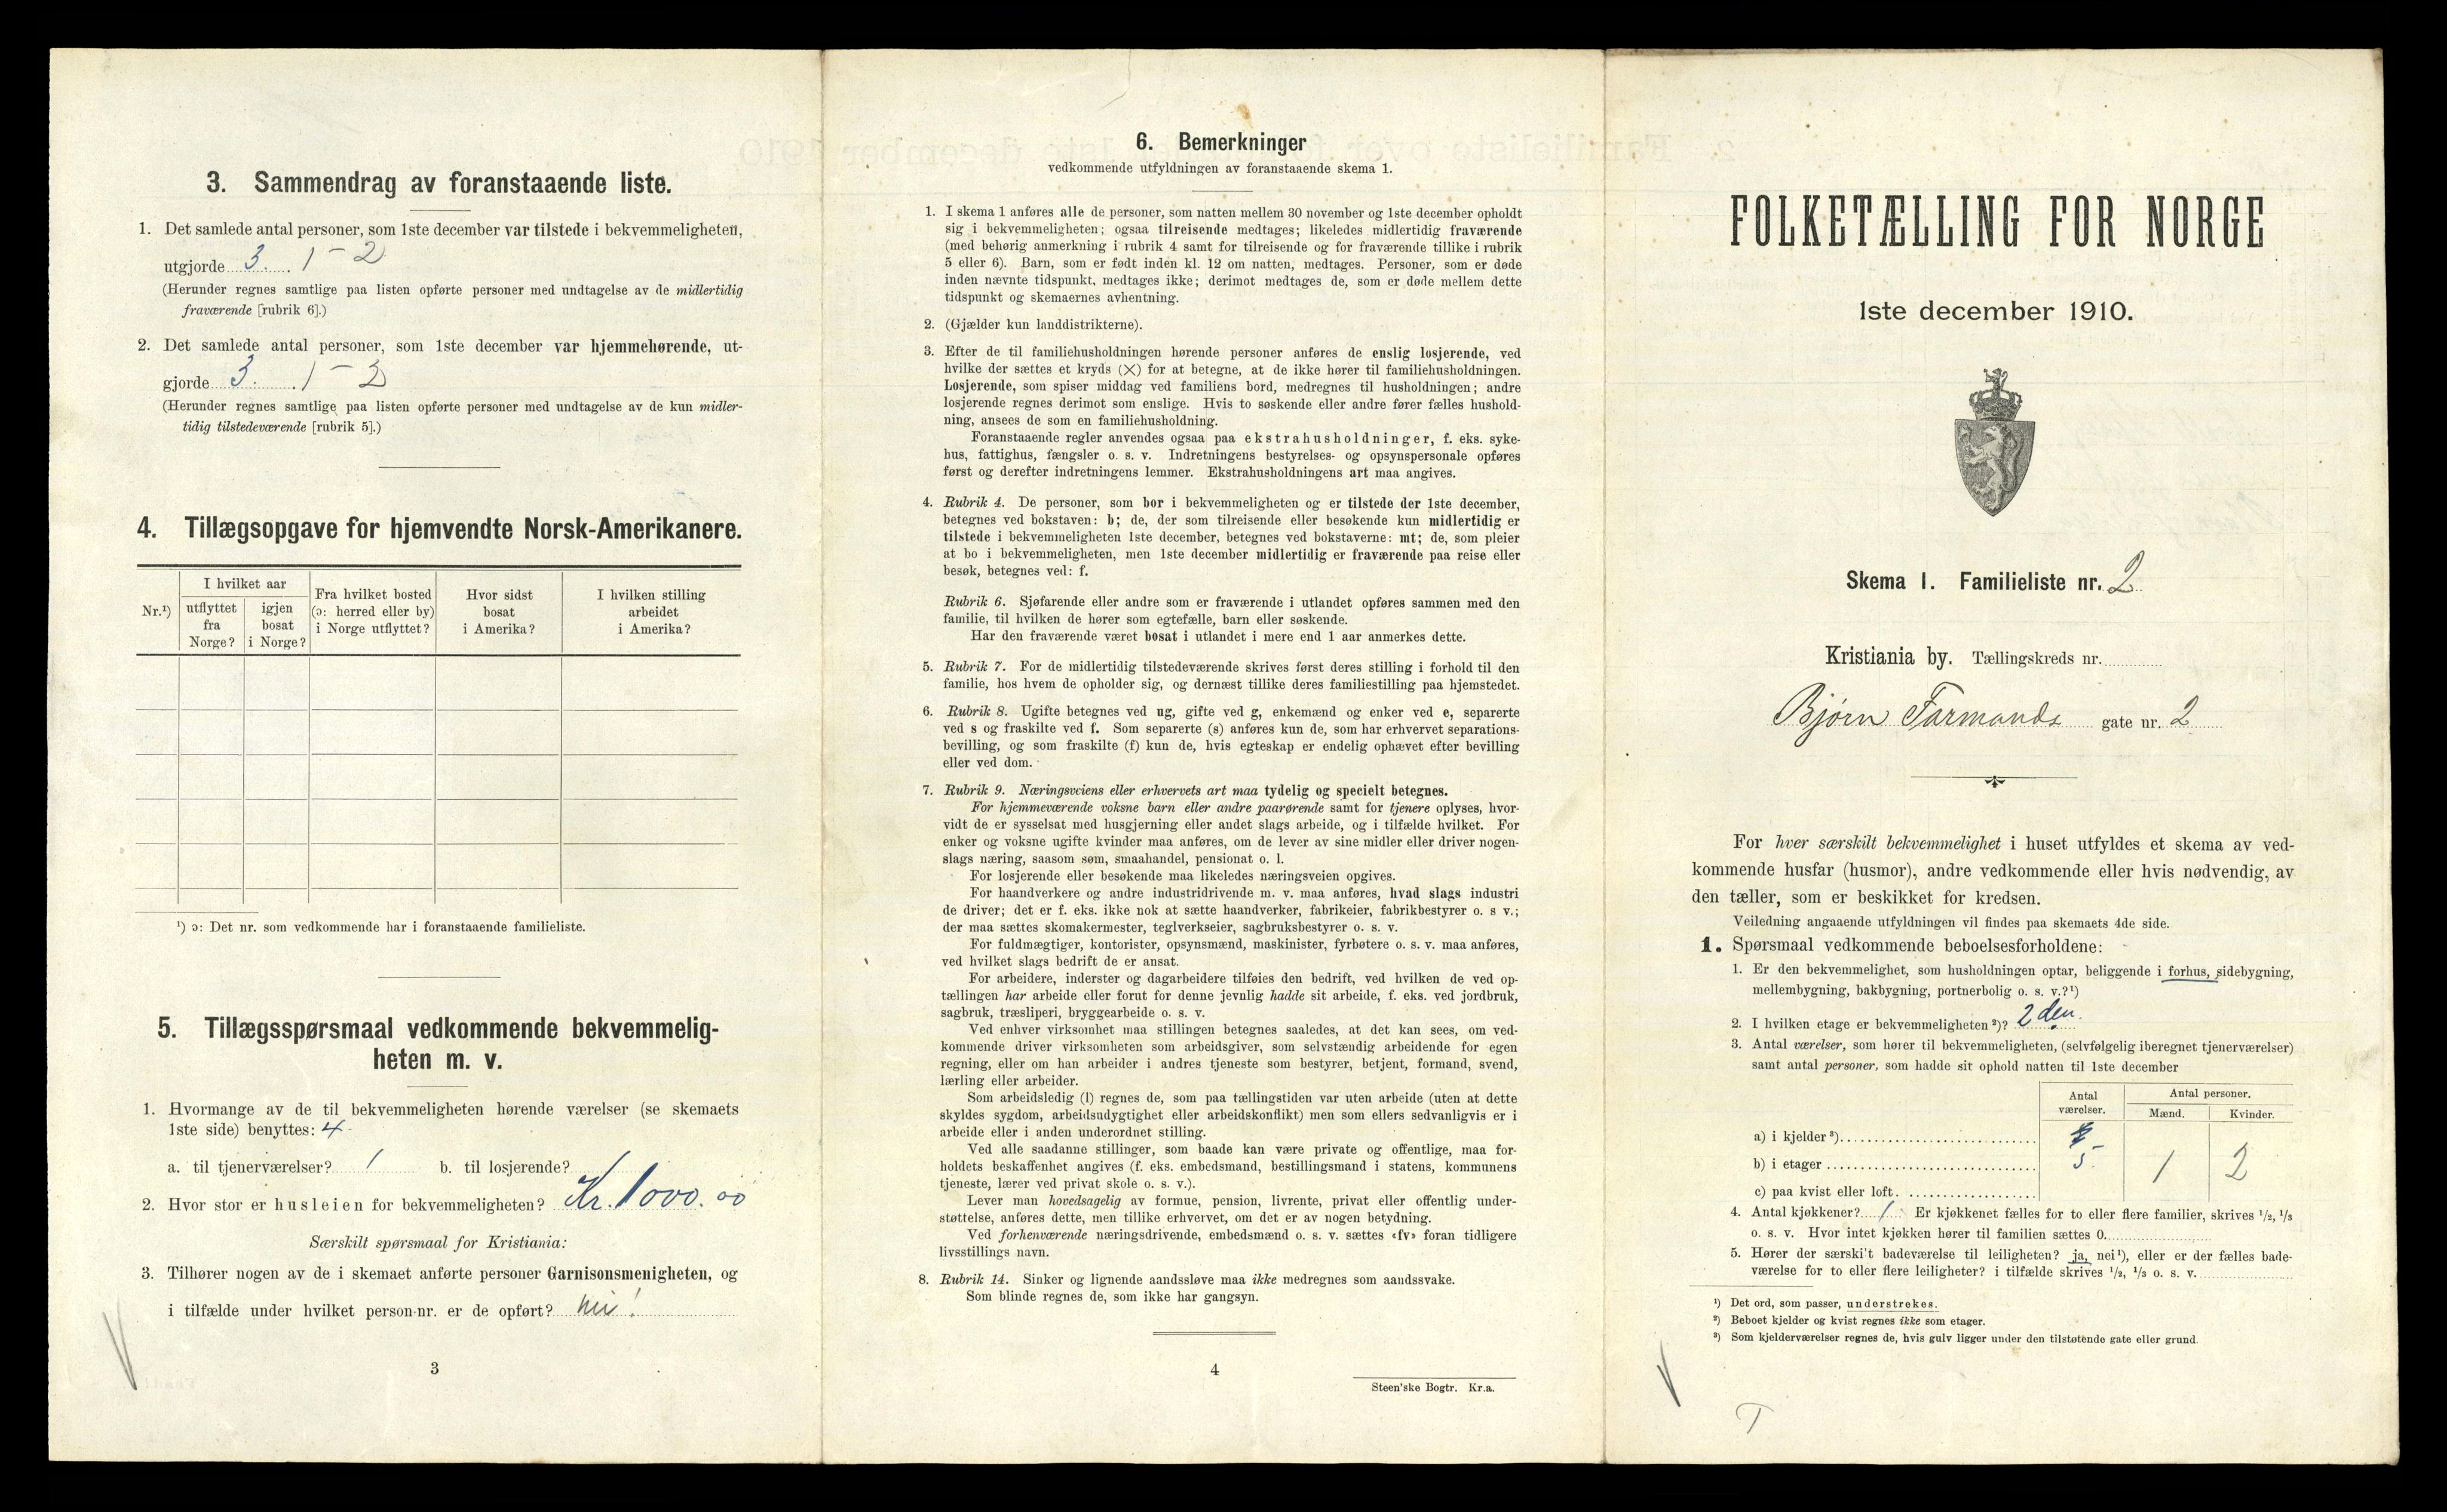 3. Sammendrag av foranstaaende liste.
1. Det samlede antal personer, som 1ste december var tilstede i bekvemmeligheten,
utgjorde 3. 1 - 2
(Herunder regnes samtlige paa listen opførte personer med undtagelse av de midlertidig
fraværende [rubrik 6].)
2. Det samlede antal personer, som 1ste december var hjemmehørende, ut-
gjorde 3. 1 - 2
(Herunder regnes samtlige paa listen opførte personer med undtagelse av de kun midler-
tidig tilstedeværende [rubrik 5].)
4. Tillægsopgave for hjemvendte Norsk-Amerikanere.
Nr.¹)
I hvilket aar
utflyttet
fra
Norge?
igjen
bosat
i Norge?
Fra hvilket bosted
(ɔ: herred eller by)
i Norge utflyttet?
Hvor sidst
bosat
i Amerika?
I hvilken stilling
arbeidet
i Amerika?
¹) ɔ: Det nr. som vedkommende har i foranstaaende familieliste.
5. Tillægsspørsmaal vedkommende bekvemmelig-
heten m. v.
1. Hvormange av de til bekvemmeligheten hørende værelser (se skemaets
1ste side) benyttes: 4
a. til tjenerværelser? 1 b. til losjerende? /
2. Hvor stor er husleien for bekvemmeligheten? Kr. 1000.00
Særskilt spørsmaal for Kristiania:
3. Tilhører nogen av de i skemaet anførte personer Garnisonsmenigheten, og
i tilfælde under hvilket person-nr. er de opført? nei!
3
6. Bemerkninger
vedkommende utfyldningen av foranstaaende skema 1.
1. I skema 1 anføres alle de personer, som natten mellem 30 november og 1ste december opholdt
sig i bekvemmeligheten; ogsaa tilreisende medtages; likeledes midlertidig fraværende
(med behørig anmerkning i rubrik 4 samt for tilreisende og for fraværende tillike i rubrik
5 eller 6). Barn, som er født inden kl. 12 om natten, medtages. Personer, som er døde
inden nævnte tidspunkt, medtages ikke; derimot medtages de, som er døde mellem dette
tidspunkt og skemaernes avhentning.
2. (Gjælder kun landdistrikterne).
3. Efter de til familiehusholdningen hørende personer anføres de enslig losjerende, ved
hvilke der sættes et kryds (×) for at betegne, at de ikke hører til familiehusholdningen.
Losjerende, som spiser middag ved familiens bord, medregnes til husholdningen; andre
losjerende regnes derimot som enslige. Hvis to søskende eller andre fører fælles hushold-
ning, ansees de som en familiehusholdning.
Foranstaaende regler anvendes ogsaa paa ekstrahusholdninger, f. eks. syke-
hus, fattighus, fængsler o. s. v. Indretningens bestyrelses- og opsynspersonale opføres
først og derefter indretningens lemmer. Ekstrahusholdningens art maa angives.
4. Rubrik 4. De personer, som bor i bekvemmeligheten og er tilstede der 1ste december,
betegnes ved bokstaven: b; de, der som tilreisende eller besøkende kun midlertidig er
tilstede i bekvemmeligheten 1ste december, betegnes ved bokstaverne: mt; de, som pleier
at bo i bekvemmeligheten, men 1ste december midlertidig er fraværende paa reise eller
besøk, betegnes ved: f.
Rubrik 6. Sjøfarende eller andre som er fraværende i utlandet opføres sammen med den
familie, til hvilken de hører som egtefælle, barn eller søskende.
Har den fraværende været bosat i utlandet i mere end 1 aar anmerkes dette.
5. Rubrik 7. For de midlertidig tilstedeværende skrives først deres stilling i forhold til den
familie, hos hvem de opholder sig, og dernæst tillike deres familiestilling paa hjemstedet.
6. Rubrik 8. Ugifte betegnes ved ug, gifte ved g, enkemænd og enker ved e, separerte
ved s og fraskilte ved f. Som separerte (s) anføres kun de, som har erhvervet separations-
bevilling, og som fraskilte (f) kun de, hvis egteskap er endelig ophævet efter bevilling
eller ved dom.
7. Rubrik 9. Næringsveiens eller erhvervets art maa tydelig og specielt betegnes.
For hjemmeværende voksne barn eller andre paarørende samt for tjenere oplyses, hvor-
vidt de er sysselsat med husgjerning eller andet slags arbeide, og i tilfælde hvilket. For
enker og voksne ugifte kvinder maa anføres, om de lever av sine midler eller driver nogen-
slags næring, saasom søm, smaahandel, pensionat o. l.
For losjerende eller besøkende maa likeledes næringsveien opgives.
For haandverkere og andre industridrivende m. v. maa anføres, hvad slags industri
de driver; det er f. eks. ikke nok at sætte haandverker, fabrikeier, fabrikbestyrer o. s v.;
der maa sættes skomakermester, teglverkseier, sagbruksbestyrer o. s. v.
For fuldmægtiger, kontorister, opsynsmænd, maskinister, fyrbøtere o. s. v. maa anføres,
ved hvilket slags bedrift de er ansat.
For arbeidere, inderster og dagarbeidere tilføies den bedrift, ved hvilken de ved op-
tællingen har arbeide eller forut for denne jevnlig hadde sit arbeide, f. eks. ved jordbruk,
sagbruk, træsliperi, bryggearbeide o. s. v.
Ved enhver virksomhet maa stillingen betegnes saaledes, at det kan sees, om ved-
kommende driver virksomheten som arbeidsgiver, som selvstændig arbeidende for egen
regning, eller om han arbeider i andres tjeneste som bestyrer, betjent, formand, svend,
lærling eller arbeider.
Som arbeidsledig (l) regnes de, som paa tællingstiden var uten arbeide (uten at dette
skyldes sygdom, arbeidsudygtighet eller arbeidskonflikt) men som ellers sedvanligvis er i
arbeide eller i anden underordnet stilling.
Ved alle saadanne stillinger, som baade kan være private og offentlige, maa for-
holdets beskaffenhet angives (f. eks. embedsmand, bestillingsmand i statens, kommunens
tjeneste, lærer ved privat skole o. s. v.).
Lever man hovedsagelig av formue, pension, livrente, privat eller offentlig under-
støttelse, anføres dette, men tillike erhvervet, om det er av nogen betydning.
Ved forhenværende næringsdrivende, embedsmænd o. s. v. sættes «fv» foran tidligere
livsstillings navn.
8. Rubrik 14. Sinker og lignende aandssløve maa ikke medregnes som aandssvake.
Som blinde regnes de, som ikke har gangsyn.
4
Steen'ske Bogtr. Kr.a.
FOLKETÆLLING FOR NORGE
1ste december 1910.
Skema 1. Familieliste nr. 2
Kristiania by. Tællingskreds nr.
Bjørn Farmands gate nr. 2
For hver særskilt bekvemmelighet i huset utfyldes et skema av ved-
kommende husfar (husmor), andre vedkommende eller hvis nødvendig, av
den tæller, som er beskikket for kredsen.
Veiledning angaaende utfyldningen vil findes paa skemaets 4de side.
1. Spørsmaal vedkommende beboelsesforholdene:
1. Er den bekvemmelighet, som husholdningen optar, beliggende i forhus, sidebygning,
mellembygning, bakbygning, portnerbolig o. s. v.?¹)
2. I hvilken etage er bekvemmeligheten²)? 2den.
3. Antal værelser, som hører til bekvemmeligheten, (selvfølgelig iberegnet tjenerværelser)
samt antal personer, som hadde sit ophold natten til 1ste december
Antal
værelser.
Antal personer.
Mænd. Kvinder.
a) i kjelder³)
b) i etager 5 1 2
c) paa kvist eller loft.
4. Antal kjøkkener? 1 Er kjøkkenet fælles for to eller flere familier, skrives ¹/₂, ¹/₃
o. s. v. Hvor intet kjøkken hører til familien sættes 0.
5. Hører der særski't badeværelse til leiligheten? ja, nei¹), eller er der fælles bade-
værelse for to eller flere leiligheter? i tilfælde skrives ¹/₂, ¹/₃ o. s. v.
¹) Det ord, som passer, understrekes.
²) Beboet kjelder og kvist regnes ikke som etager.
³) Som kjelderværelser regnes de, hvis gulv ligger under den tilstøtende gate eller grund.
T